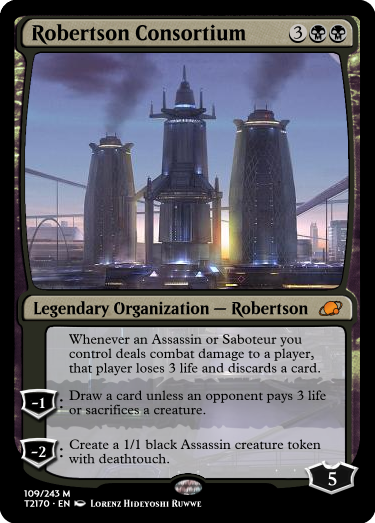 Robertson Consortium 3
Legendary Organization — Robertson
Whenever an Assassin or Saboteur you
control deals combat damage to a player,
that player loses 3 life and discards a card.
-1: Draw a card unless an opponent pays 3 life
or sacrifices a creature.
-2: Create a 1/1 black Assassin creature token
with deathtouch.
5
109/243 M
T2170 · EN Lorenz Hideyoshi Ruwwe